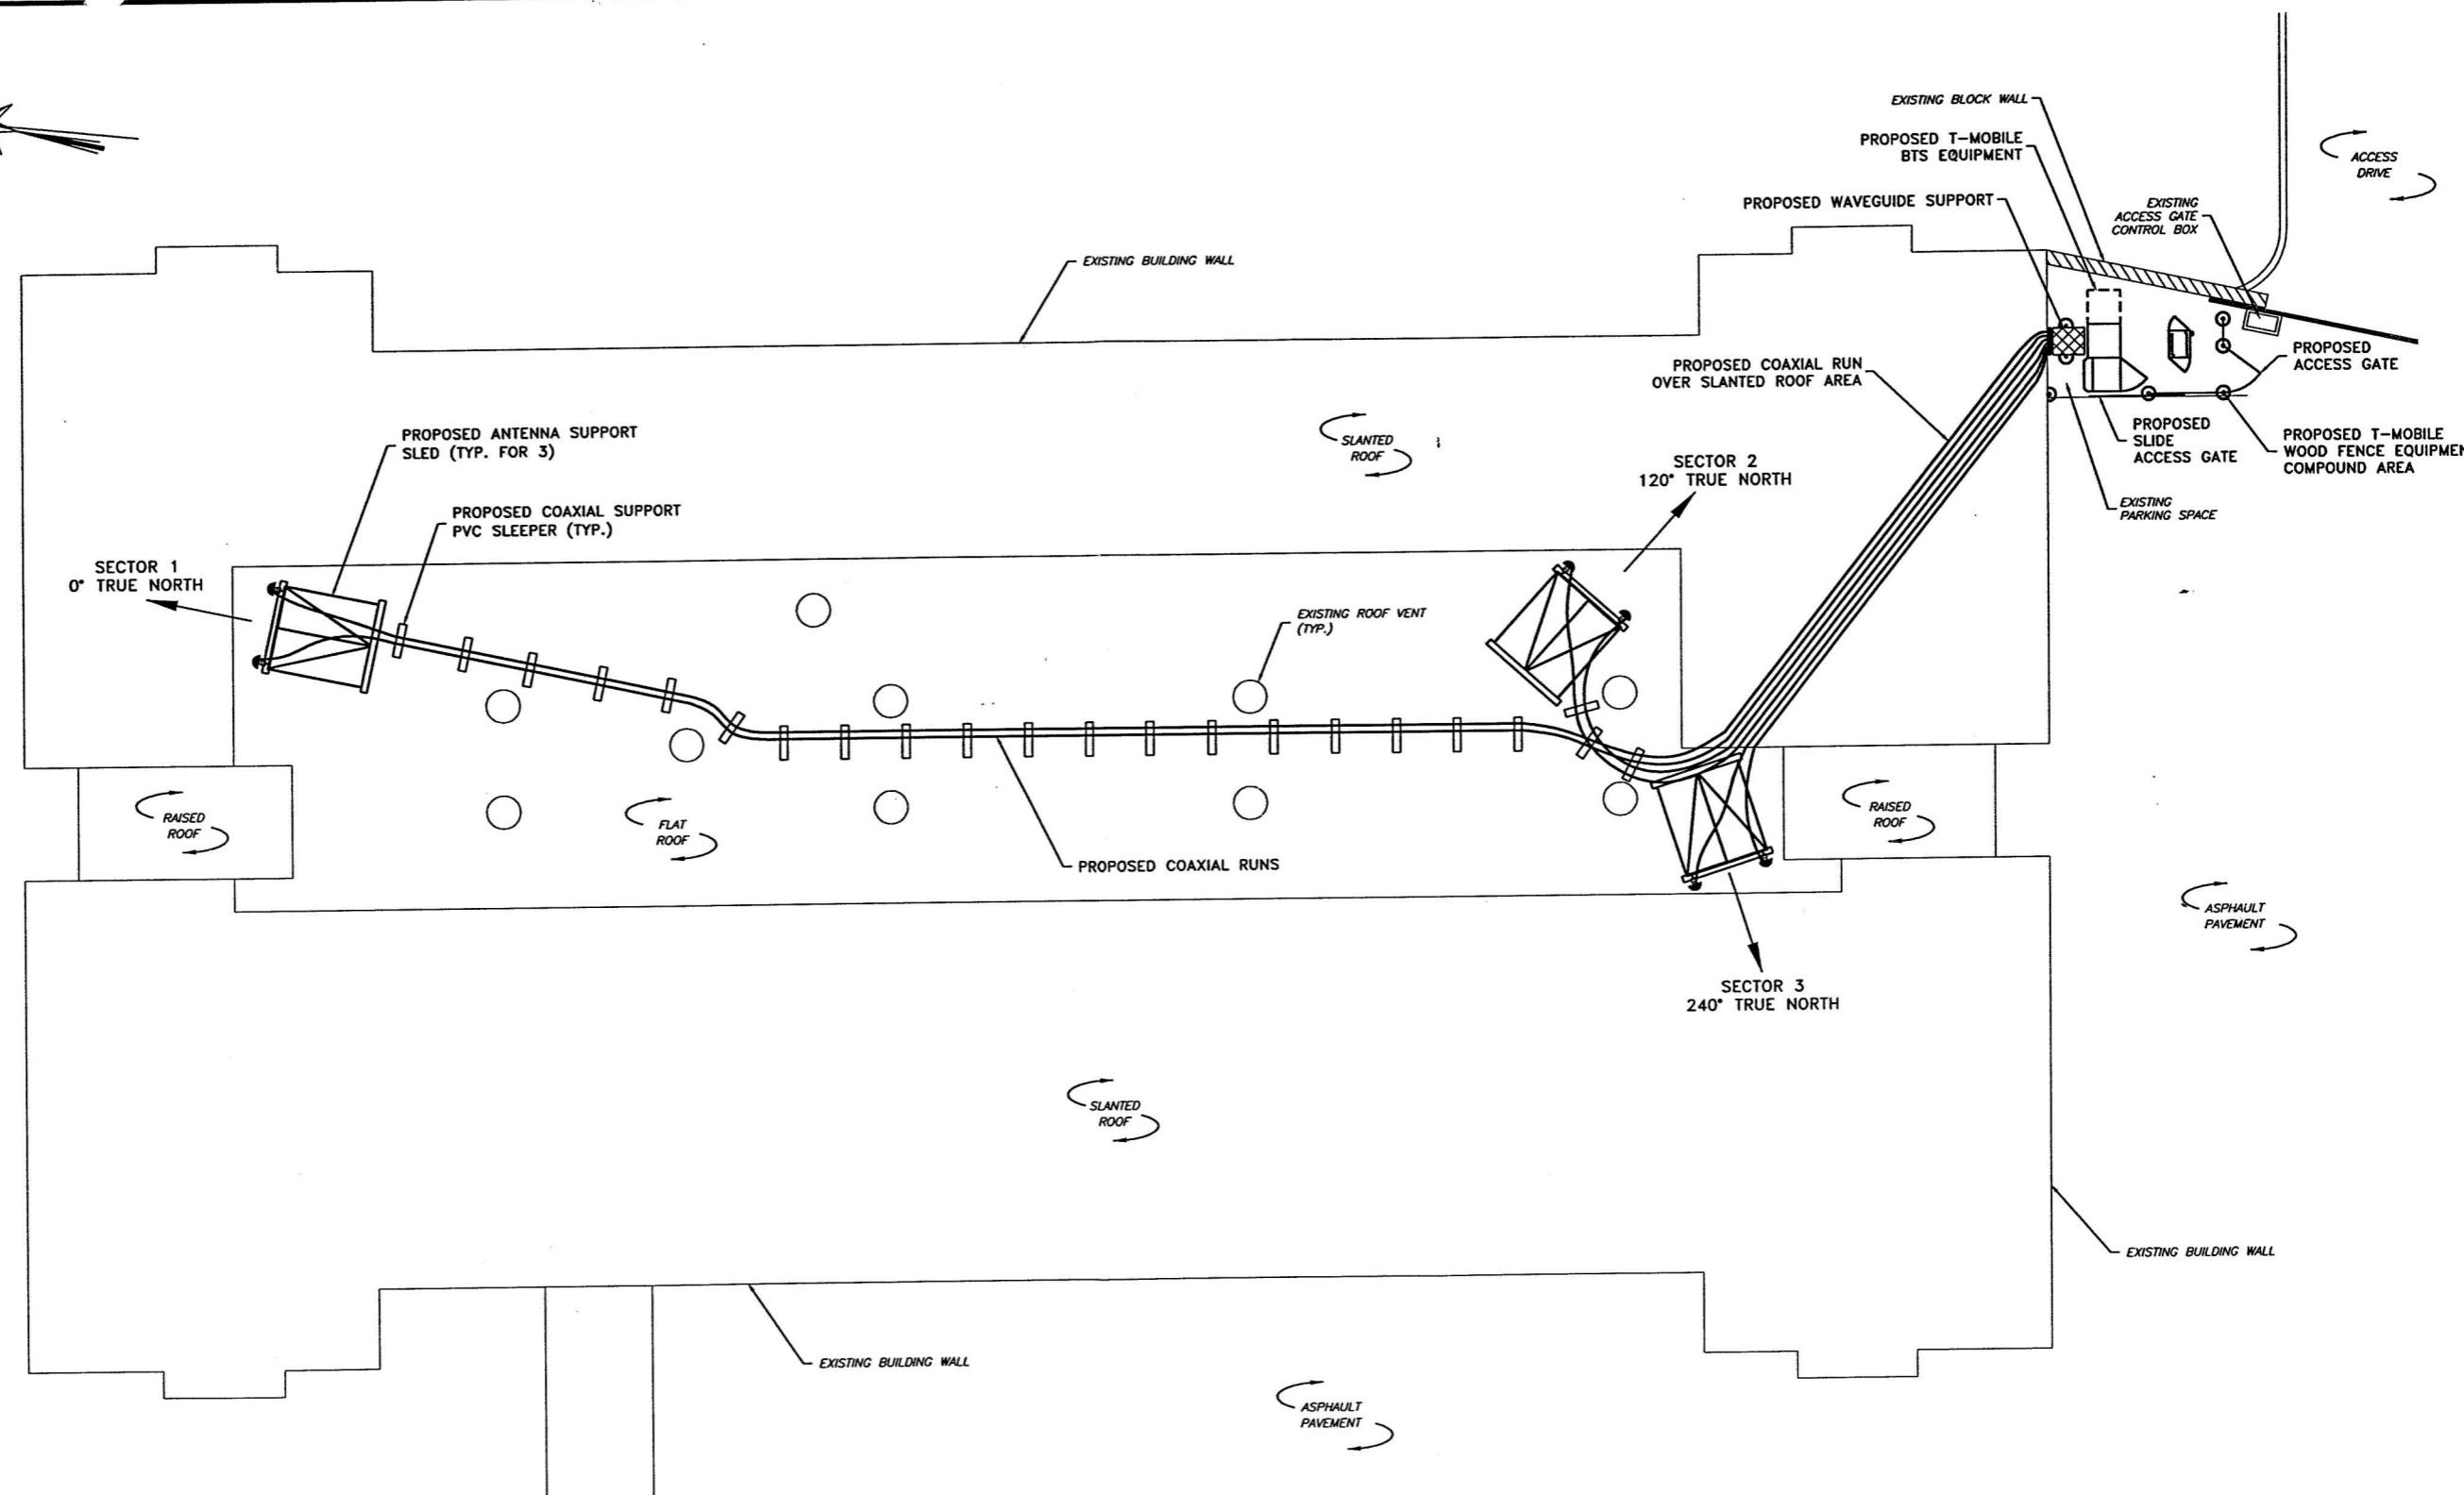 EXISTING BLOCK WALL
PROPOSED T-MOBILE
BTS EQUIPMENT
ACCESS
DRIVE
PROPOSED WAVEGUIDE SUPPORT
EXISTING
ACCESS GATE
CONTROL BOX
EXISTING BUILDING WALL
PROPOSED
ACCESS GATE
PROPOSED COAXIAL RUN
OVER SLANTED ROOF AREA
PROPOSED ANTENNA SUPPORT
SLED (TYP. FOR 3)
SLANTED
ROOF
PROPOSED
SLIDE
ACCESS GATE
PROPOSED T-MOBILE
WOOD FENCE EQUIPMEN
COMPOUND AREA
SECTOR 2
120° TRUE NORTH
EXISTING
PARKING SPACE
PROPOSED COAXIAL SUPPORT
PVC SLEEPER (TYP.)
SECTOR 1
0° TRUE NORTH
EXISTING ROOF VENT
(TYP.)
RAISED
ROOF
FLAT
ROOF
RAISED
ROOF
PROPOSED COAXIAL RUNS
ASPHAULT
PAVEMENT
SECTOR 3
240° TRUE NORTH
SLANTED
ROOF
EXISTING BUILDING WALL
EXISTING BUILDING WALL
ASPHAULT
PAVEMENT